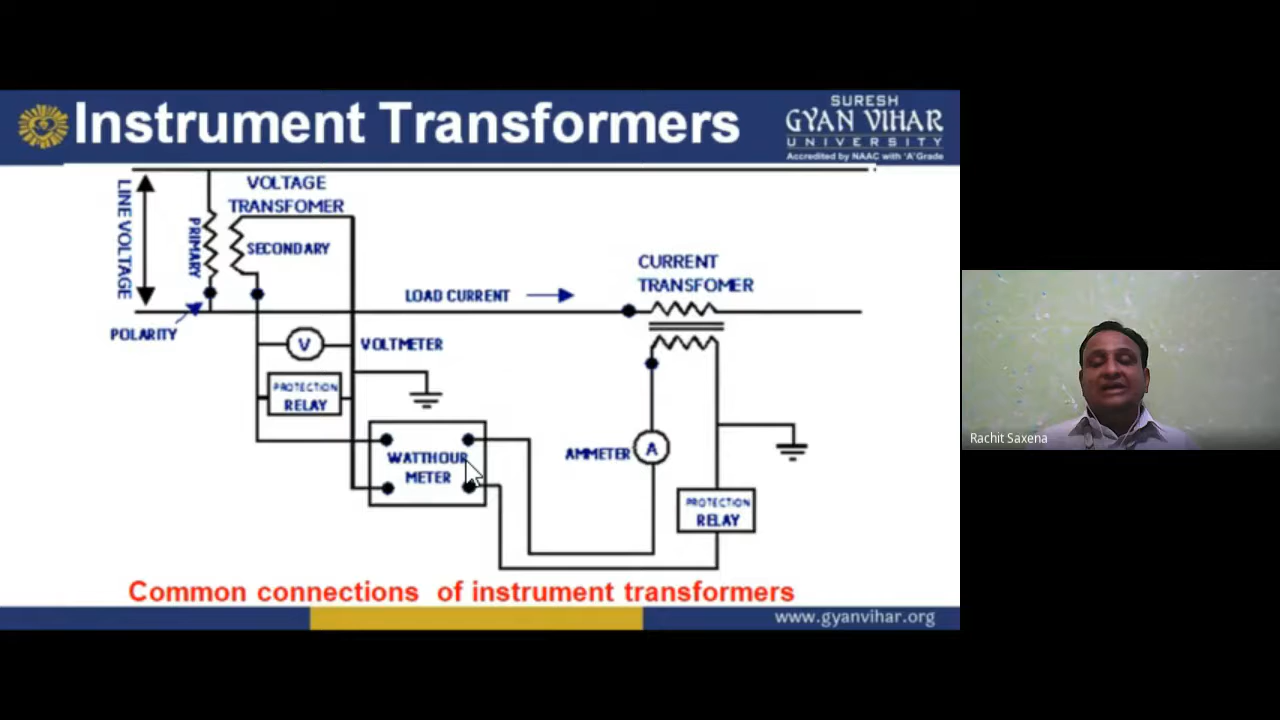 Instrument Transformers
SURESH
GYAN VIHAR
UNIVERSITY
Accredited by NAAC with 'A' Grade
LINE VOLTAGE
PRIMARY
VOLTAGE
TRANSFOMER
SECONDARY
POLARITY
LOAD CURRENT
CURRENT
TRANSFOMER
V
VOLTMETER
PROTECTION
RELAY
WATTHOUR
METER
AMMETER
A
PROTECTION
RELAY
Common connections of instrument transformers
www.gyanvihar.org
Rachit Saxena